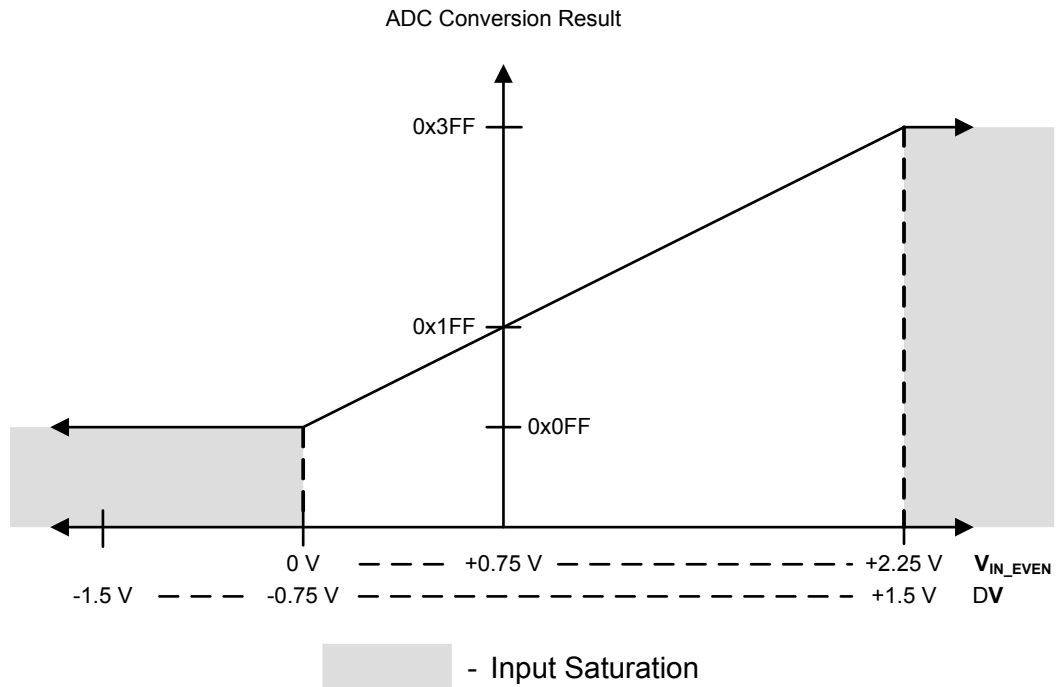 ADC Conversion Result
0x3FF
0x1FF
0x0FF
0 V +0.75 V +2.25 V VIN_EVEN
-1.5 V -0.75 V +1.5 V DV
- Input Saturation